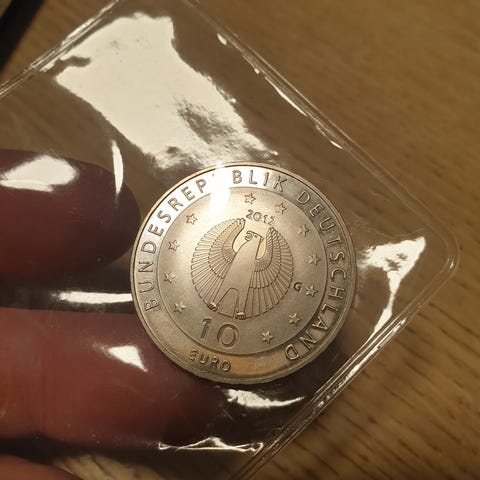 BUNDESREPUBLIK DEUTSCHLAND
2012
G
10
EURO